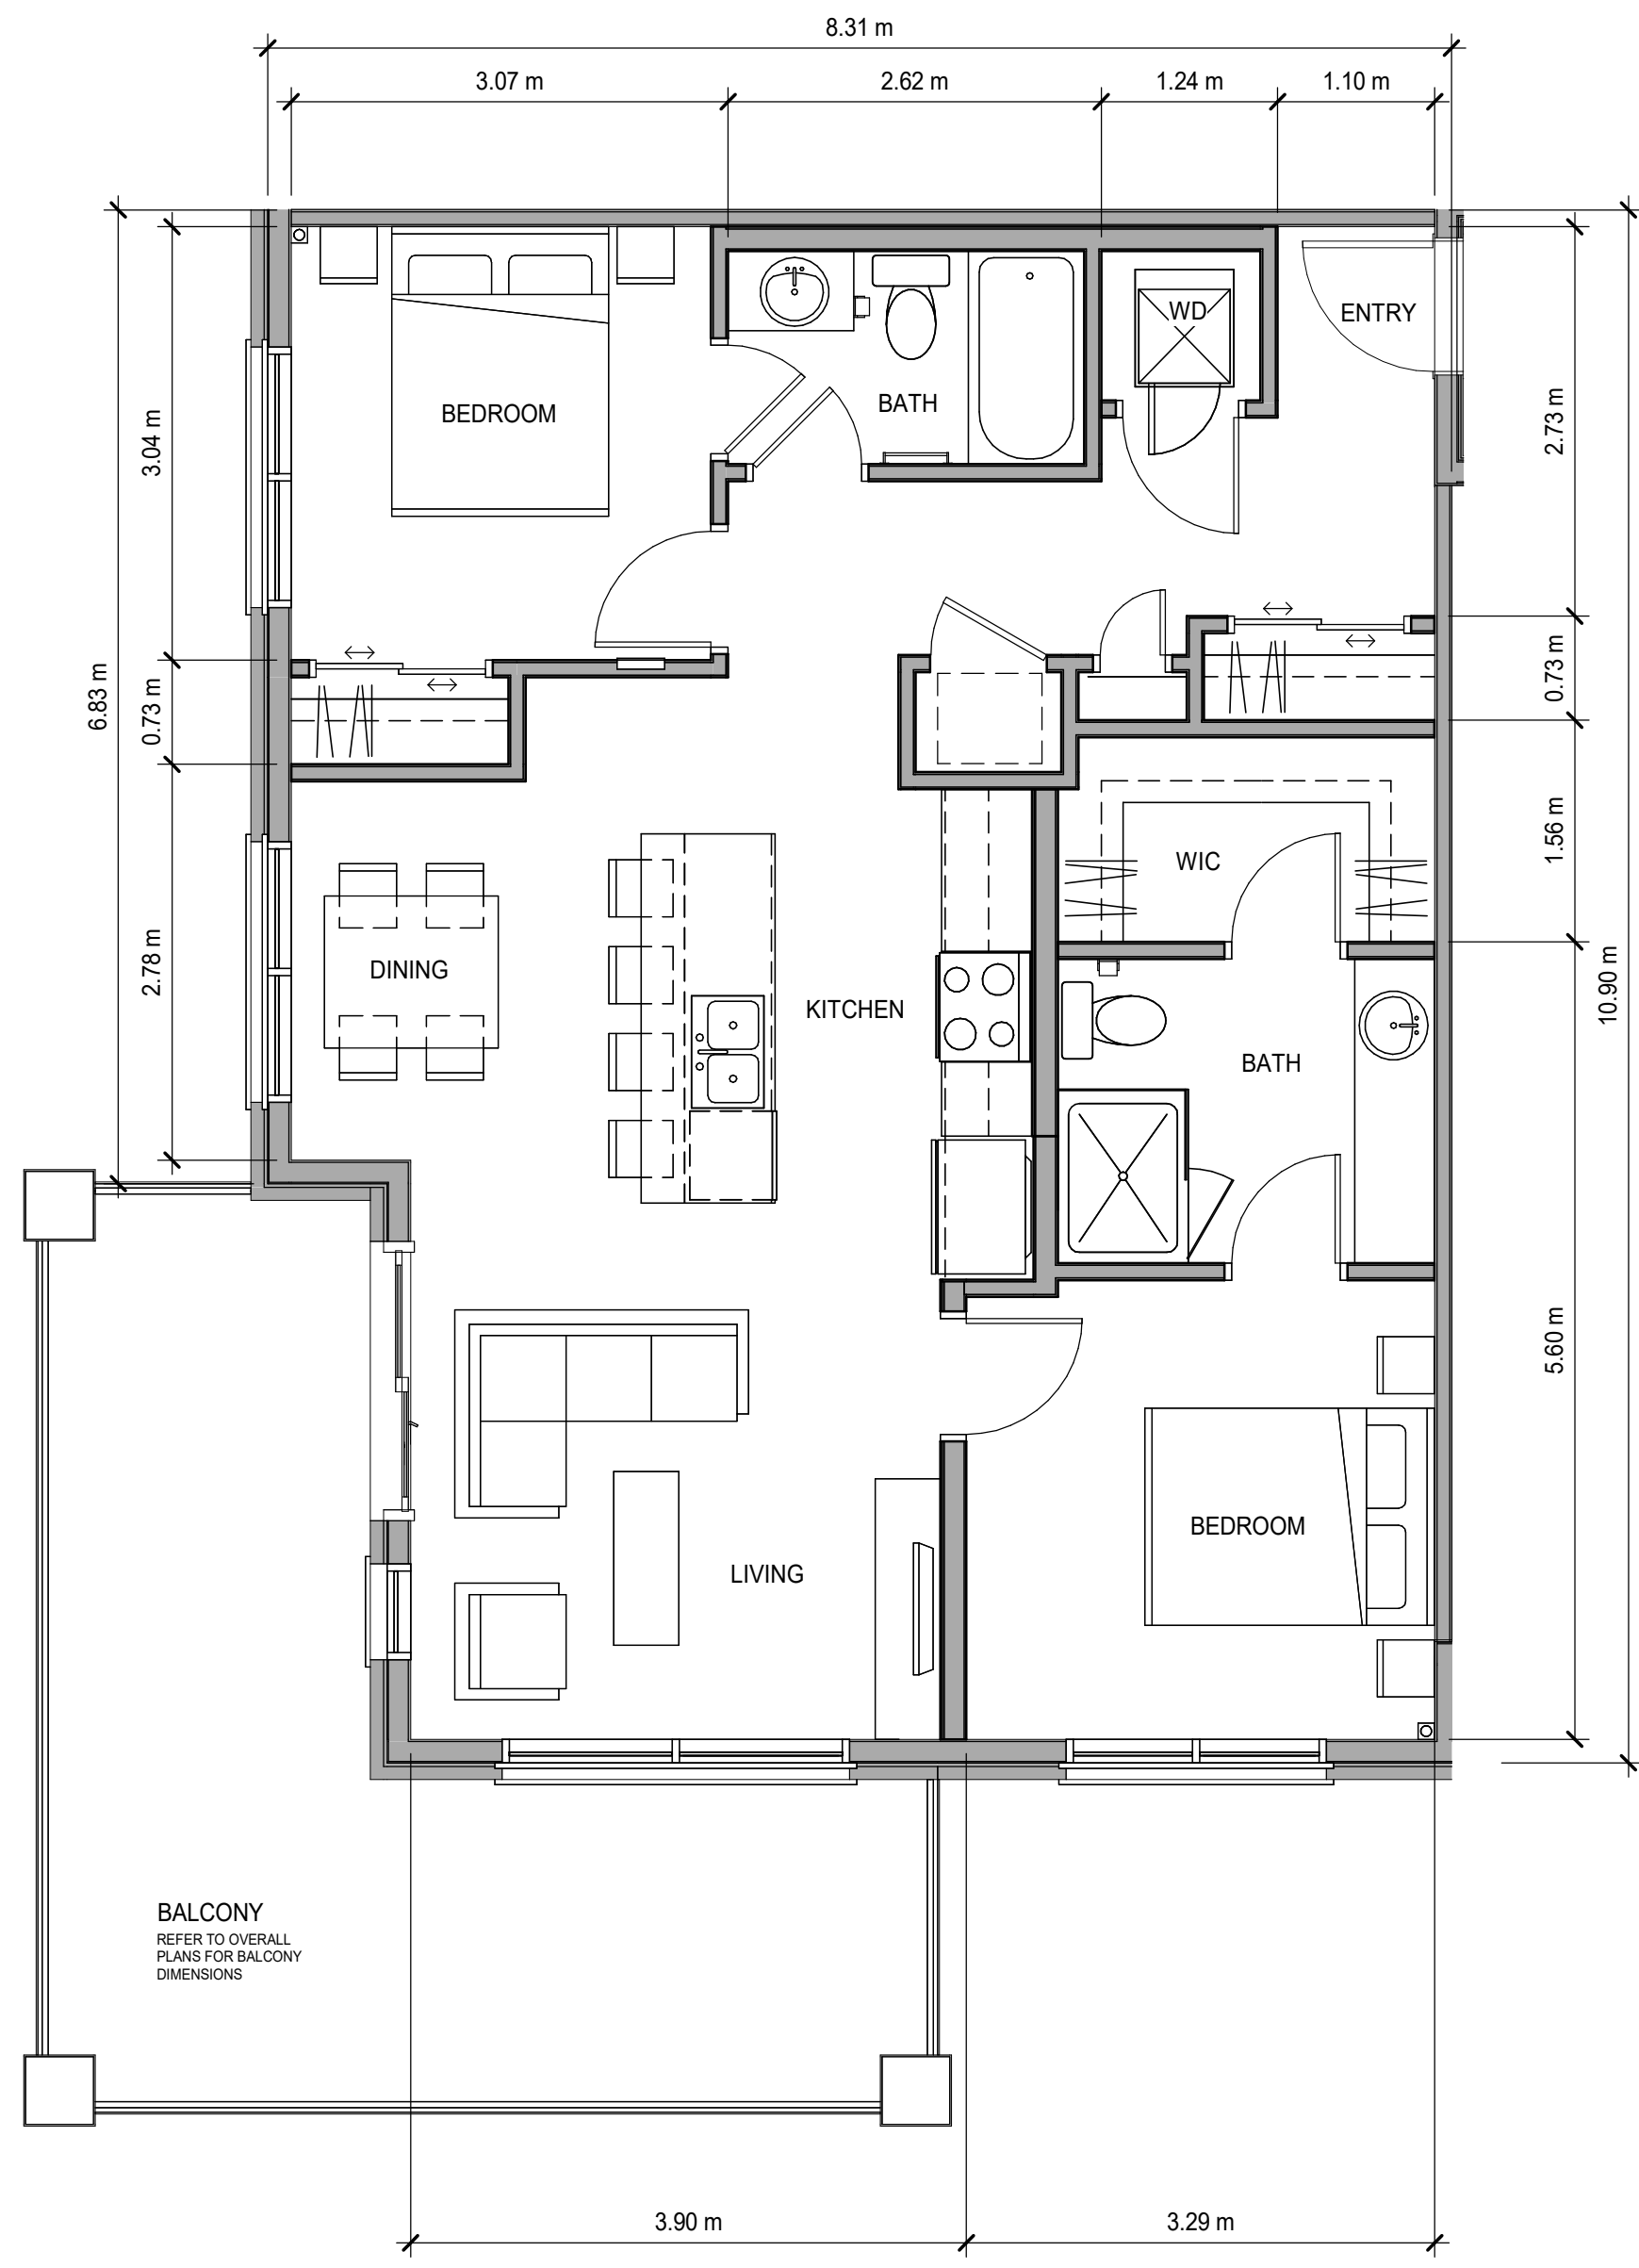 8.31 m
3.07 m
2.62 m
1.24 m
1.10 m
WD
ENTRY
BEDROOM
BATH
3.04 m
2.73 m
6.83 m
0.73 m
0.73 m
WIC
1.56 m
DINING
2.78 m
KITCHEN
10.90 m
BATH
5.60 m
BEDROOM
LIVING
BALCONY
REFER TO OVERALL
PLANS FOR BALCONY
DIMENSIONS
3.90 m
3.29 m